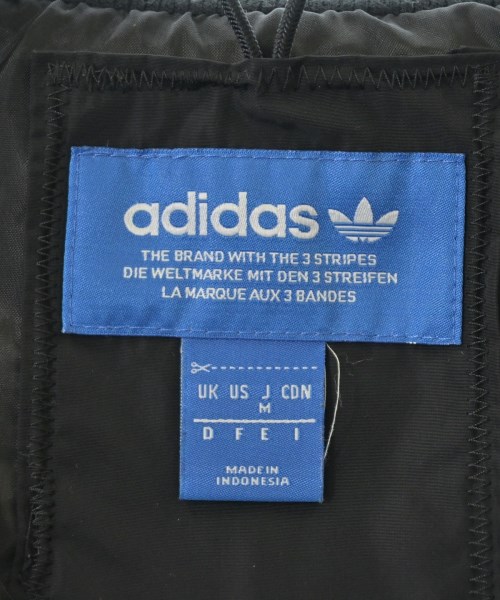 adidas
THE BRAND WITH THE 3 STRIPES
DIE WELTMARKE MIT DEN 3 STREIFEN
LA MARQUE AUX 3 BANDES
UK US J CDN
M
D F E I
MADE IN
INDONESIA